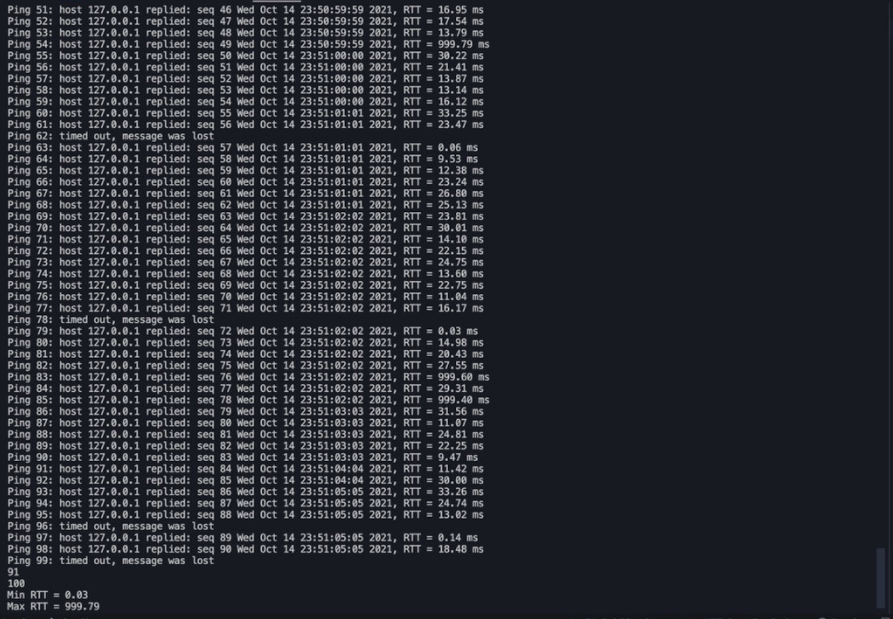 Ping 51: host 127.0.0.1 replied: seq 46 Wed Oct 14 23:50:59:59 2021, RTT = 16.95 ms
Ping 52: host 127.0.0.1 replied: seq 47 Wed Oct 14 23:50:59:59 2021, RTT = 17.54 ms
Ping 53: host 127.0.0.1 replied: seq 48 Wed Oct 14 23:50:59:59 2021, RTT = 13.79 ms
Ping 54: host 127.0.0.1 replied: seq 49 Wed Oct 14 23:50:59:59 2021, RTT = 999.79 ms
Ping 55: host 127.0.0.1 replied: seq 50 Wed Oct 14 23:51:00:00 2021, RTT = 30.22 ms
Ping 56: host 127.0.0.1 replied: seq 51 Wed Oct 14 23:51:00:00 2021, RTT = 21.41 ms
Ping 57: host 127.0.0.1 replied: seq 52 Wed Oct 14 23:51:00:00 2021, RTT = 13.87 ms
Ping 58: host 127.0.0.1 replied: seq 53 Wed Oct 14 23:51:00:00 2021, RTT = 13.14 ms
Ping 59: host 127.0.0.1 replied: seq 54 Wed Oct 14 23:51:00:00 2021, RTT = 16.12 ms
Ping 60: host 127.0.0.1 replied: seq 55 Wed Oct 14 23:51:01:01 2021, RTT = 33.25 ms
Ping 61: host 127.0.0.1 replied: seq 56 Wed Oct 14 23:51:01:01 2021, RTT = 23.47 ms
Ping 62: timed out, message was lost
Ping 63: host 127.0.0.1 replied: seq 57 Wed Oct 14 23:51:01:01 2021, RTT = 0.06 ms
Ping 64: host 127.0.0.1 replied: seq 58 Wed Oct 14 23:51:01:01 2021, RTT = 9.53 ms
Ping 65: host 127.0.0.1 replied: seq 59 Wed Oct 14 23:51:01:01 2021, RTT = 12.38 ms
Ping 66: host 127.0.0.1 replied: seq 60 Wed Oct 14 23:51:01:01 2021, RTT = 23.24 ms
Ping 67: host 127.0.0.1 replied: seq 61 Wed Oct 14 23:51:01:01 2021, RTT = 26.80 ms
Ping 68: host 127.0.0.1 replied: seq 62 Wed Oct 14 23:51:01:01 2021, RTT = 25.13 ms
Ping 69: host 127.0.0.1 replied: seq 63 Wed Oct 14 23:51:02:02 2021, RTT = 23.81 ms
Ping 70: host 127.0.0.1 replied: seq 64 Wed Oct 14 23:51:02:02 2021, RTT = 30.01 ms
Ping 71: host 127.0.0.1 replied: seq 65 Wed Oct 14 23:51:02:02 2021, RTT = 14.10 ms
Ping 72: host 127.0.0.1 replied: seq 66 Wed Oct 14 23:51:02:02 2021, RTT = 22.15 ms
Ping 73: host 127.0.0.1 replied: seq 67 Wed Oct 14 23:51:02:02 2021, RTT = 24.75 ms
Ping 74: host 127.0.0.1 replied: seq 68 Wed Oct 14 23:51:02:02 2021, RTT = 13.60 ms
Ping 75: host 127.0.0.1 replied: seq 69 Wed Oct 14 23:51:02:02 2021, RTT = 22.75 ms
Ping 76: host 127.0.0.1 replied: seq 70 Wed Oct 14 23:51:02:02 2021, RTT = 11.04 ms
Ping 77: host 127.0.0.1 replied: seq 71 Wed Oct 14 23:51:02:02 2021, RTT = 16.17 ms
Ping 78: timed out, message was lost
Ping 79: host 127.0.0.1 replied: seq 72 Wed Oct 14 23:51:02:02 2021, RTT = 0.03 ms
Ping 80: host 127.0.0.1 replied: seq 73 Wed Oct 14 23:51:02:02 2021, RTT = 14.98 ms
Ping 81: host 127.0.0.1 replied: seq 74 Wed Oct 14 23:51:02:02 2021, RTT = 20.43 ms
Ping 82: host 127.0.0.1 replied: seq 75 Wed Oct 14 23:51:02:02 2021, RTT = 27.55 ms
Ping 83: host 127.0.0.1 replied: seq 76 Wed Oct 14 23:51:02:02 2021, RTT = 999.60 ms
Ping 84: host 127.0.0.1 replied: seq 77 Wed Oct 14 23:51:02:02 2021, RTT = 29.31 ms
Ping 85: host 127.0.0.1 replied: seq 78 Wed Oct 14 23:51:02:02 2021, RTT = 999.40 ms
Ping 86: host 127.0.0.1 replied: seq 79 Wed Oct 14 23:51:03:03 2021, RTT = 31.56 ms
Ping 87: host 127.0.0.1 replied: seq 80 Wed Oct 14 23:51:03:03 2021, RTT = 11.07 ms
Ping 88: host 127.0.0.1 replied: seq 81 Wed Oct 14 23:51:03:03 2021, RTT = 24.81 ms
Ping 89: host 127.0.0.1 replied: seq 82 Wed Oct 14 23:51:03:03 2021, RTT = 22.25 ms
Ping 90: host 127.0.0.1 replied: seq 83 Wed Oct 14 23:51:03:03 2021, RTT = 9.47 ms
Ping 91: host 127.0.0.1 replied: seq 84 Wed Oct 14 23:51:04:04 2021, RTT = 11.42 ms
Ping 92: host 127.0.0.1 replied: seq 85 Wed Oct 14 23:51:04:04 2021, RTT = 30.00 ms
Ping 93: host 127.0.0.1 replied: seq 86 Wed Oct 14 23:51:05:05 2021, RTT = 33.26 ms
Ping 94: host 127.0.0.1 replied: seq 87 Wed Oct 14 23:51:05:05 2021, RTT = 24.74 ms
Ping 95: host 127.0.0.1 replied: seq 88 Wed Oct 14 23:51:05:05 2021, RTT = 13.02 ms
Ping 96: timed out, message was lost
Ping 97: host 127.0.0.1 replied: seq 89 Wed Oct 14 23:51:05:05 2021, RTT = 0.14 ms
Ping 98: host 127.0.0.1 replied: seq 90 Wed Oct 14 23:51:05:05 2021, RTT = 18.48 ms
Ping 99: timed out, message was lost
91
100
Min RTT = 0.03
Max RTT = 999.79